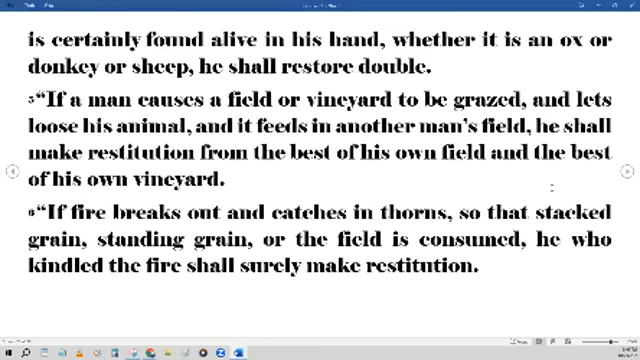 is certainly found alive in his hand, whether it is an ox or
donkey or sheep, he shall restore double.
5 “If a man causes a field or vineyard to be grazed, and lets
loose his animal, and it feeds in another man’s field, he shall
make restitution from the best of his own field and the best
of his own vineyard.
6 “If fire breaks out and catches in thorns, so that stacked
grain, standing grain, or the field is consumed, he who
kindled the fire shall surely make restitution.